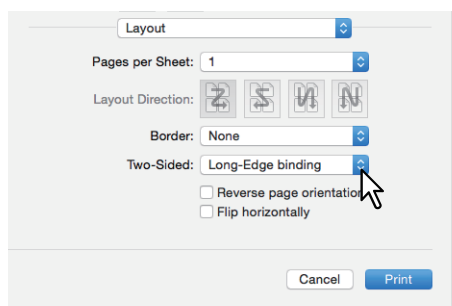 Layout
Pages per Sheet: 1
Layout Direction:
Border: None
Two-Sided: Long-Edge binding
Reverse page orientation
Flip horizontally
Cancel Print